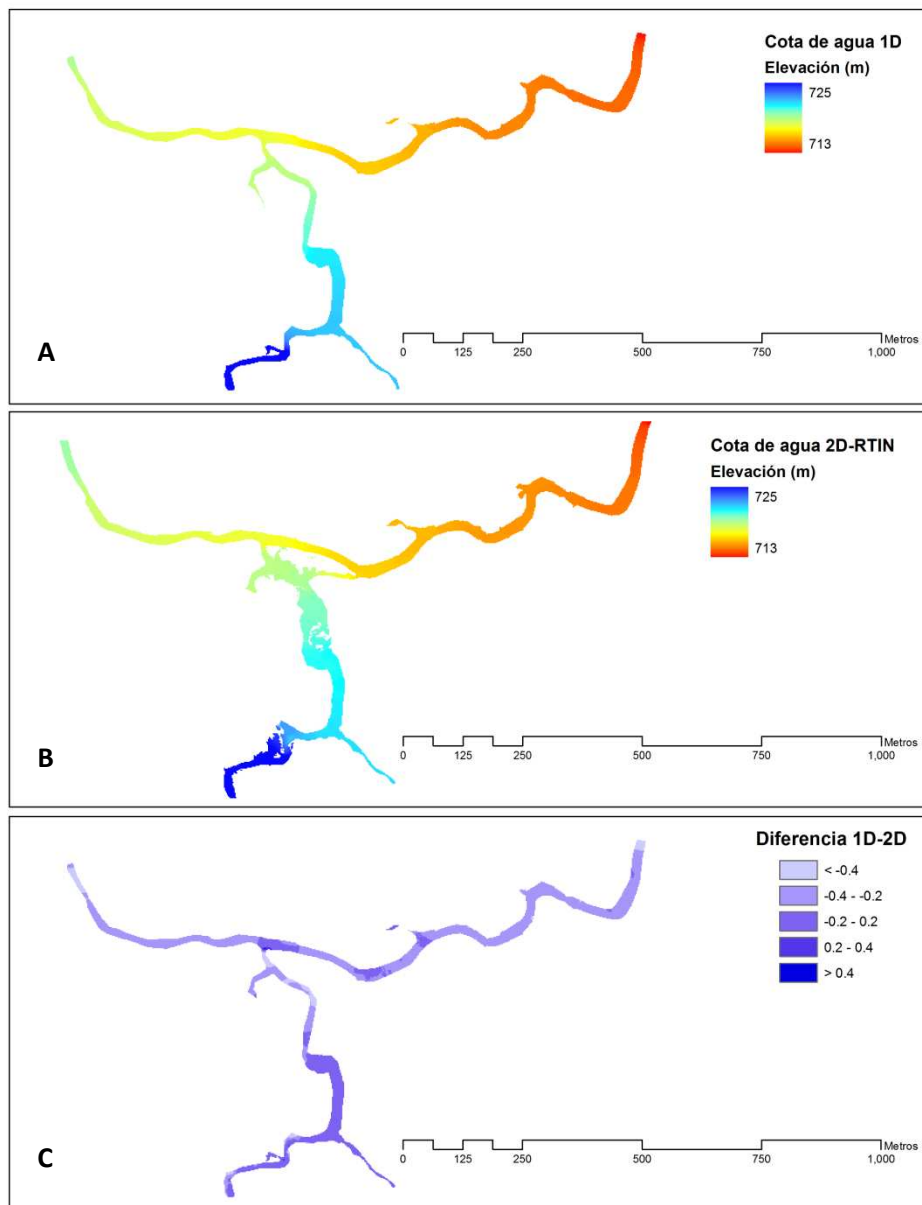 Cota de agua 1D
Elevación (m)
725
713
A
Metros
0 125 250 500 750 1,000
Cota de agua 2D-RTIN
Elevación (m)
725
713
B
Metros
0 125 250 500 750 1,000
Diferencia 1D-2D
< -0.4
-0.4 - -0.2
-0.2 - 0.2
0.2 - 0.4
> 0.4
C
Metros
0 125 250 500 750 1,000